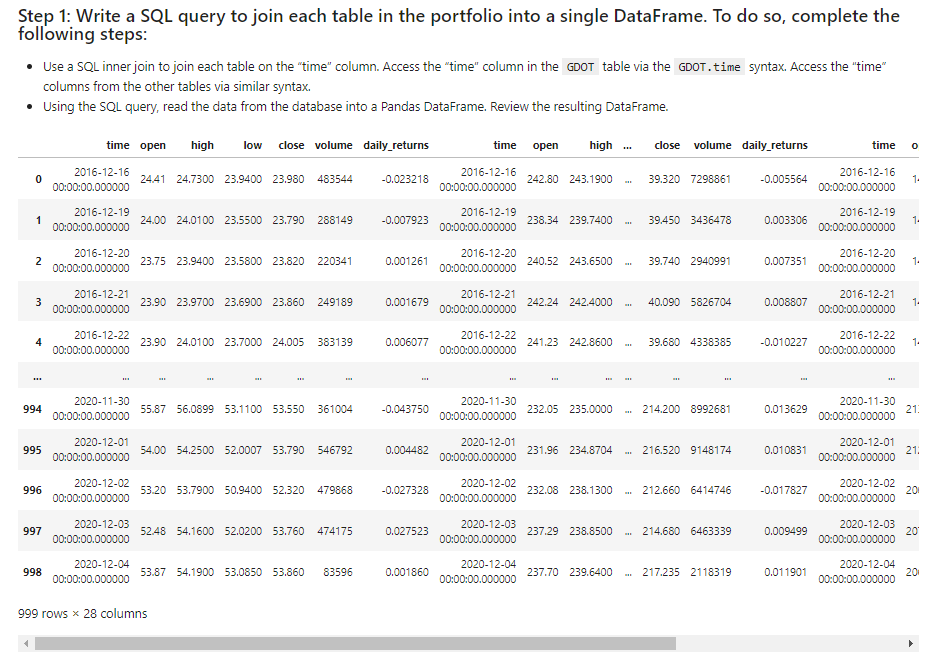 Step 1: Write a SQL query to join each table in the portfolio into a single DataFrame. To do so, complete the
following steps:
• Use a SQL inner join to join each table on the “time” column. Access the “time” column in the GDOT table via the GDOT.time syntax. Access the “time”
columns from the other tables via similar syntax.
• Using the SQL query, read the data from the database into a Pandas DataFrame. Review the resulting DataFrame.
time open high low close volume daily_returns time open high ... close volume daily_returns time o
0 2016-12-16 00:00:00.000000 24.41 24.7300 23.9400 23.980 483544 -0.023218 2016-12-16 00:00:00.000000 242.80 243.1900 ... 39.320 7298861 -0.005564 2016-12-16 00:00:00.000000 14
1 2016-12-19 00:00:00.000000 24.00 24.0100 23.5500 23.790 288149 -0.007923 2016-12-19 00:00:00.000000 238.34 239.7400 ... 39.450 3436478 0.003306 2016-12-19 00:00:00.000000 14
2 2016-12-20 00:00:00.000000 23.75 23.9400 23.5800 23.820 220341 0.001261 2016-12-20 00:00:00.000000 240.52 243.6500 ... 39.740 2940991 0.007351 2016-12-20 00:00:00.000000 14
3 2016-12-21 00:00:00.000000 23.90 23.9700 23.6900 23.860 249189 0.001679 2016-12-21 00:00:00.000000 242.24 242.4000 ... 40.090 5826704 0.008807 2016-12-21 00:00:00.000000 14
4 2016-12-22 00:00:00.000000 23.90 24.0100 23.7000 24.005 383139 0.006077 2016-12-22 00:00:00.000000 241.23 242.8600 ... 39.680 4338385 -0.010227 2016-12-22 00:00:00.000000 14
... ... ... ... ... ... ... ... ... ... ... ... ... ... ... ...
994 2020-11-30 00:00:00.000000 55.87 56.0899 53.1100 53.550 361004 -0.043750 2020-11-30 00:00:00.000000 232.05 235.0000 ... 214.200 8992681 0.013629 2020-11-30 00:00:00.000000 21
995 2020-12-01 00:00:00.000000 54.00 54.2500 52.0007 53.790 546792 0.004482 2020-12-01 00:00:00.000000 231.96 234.8704 ... 216.520 9148174 0.010831 2020-12-01 00:00:00.000000 21
996 2020-12-02 00:00:00.000000 53.20 53.7900 50.9400 52.320 479868 -0.027328 2020-12-02 00:00:00.000000 232.08 238.1300 ... 212.660 6414746 -0.017827 2020-12-02 00:00:00.000000 20
997 2020-12-03 00:00:00.000000 52.48 54.1600 52.0200 53.760 474175 0.027523 2020-12-03 00:00:00.000000 237.29 238.8500 ... 214.680 6463339 0.009499 2020-12-03 00:00:00.000000 20
998 2020-12-04 00:00:00.000000 53.87 54.1900 53.0850 53.860 83596 0.001860 2020-12-04 00:00:00.000000 237.70 239.6400 ... 217.235 2118319 0.011901 2020-12-04 00:00:00.000000 20
999 rows × 28 columns